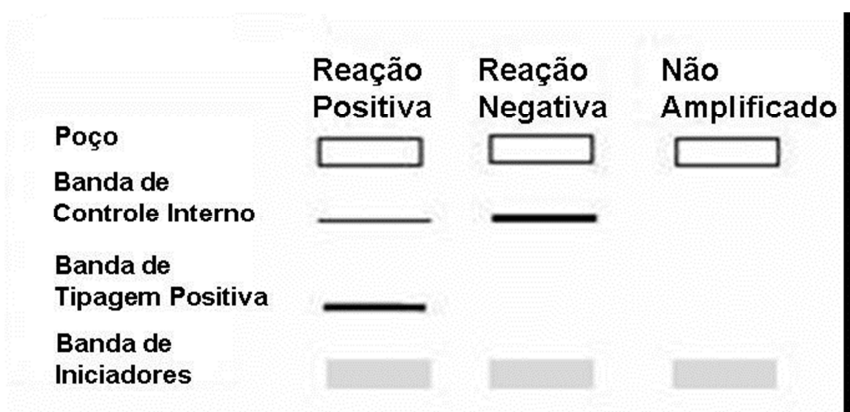 Reação Positiva
Reação Negativa
Não Amplificado
Poço
Banda de
Controle Interno
Banda de
Tipagem Positiva
Banda de
Iniciadores